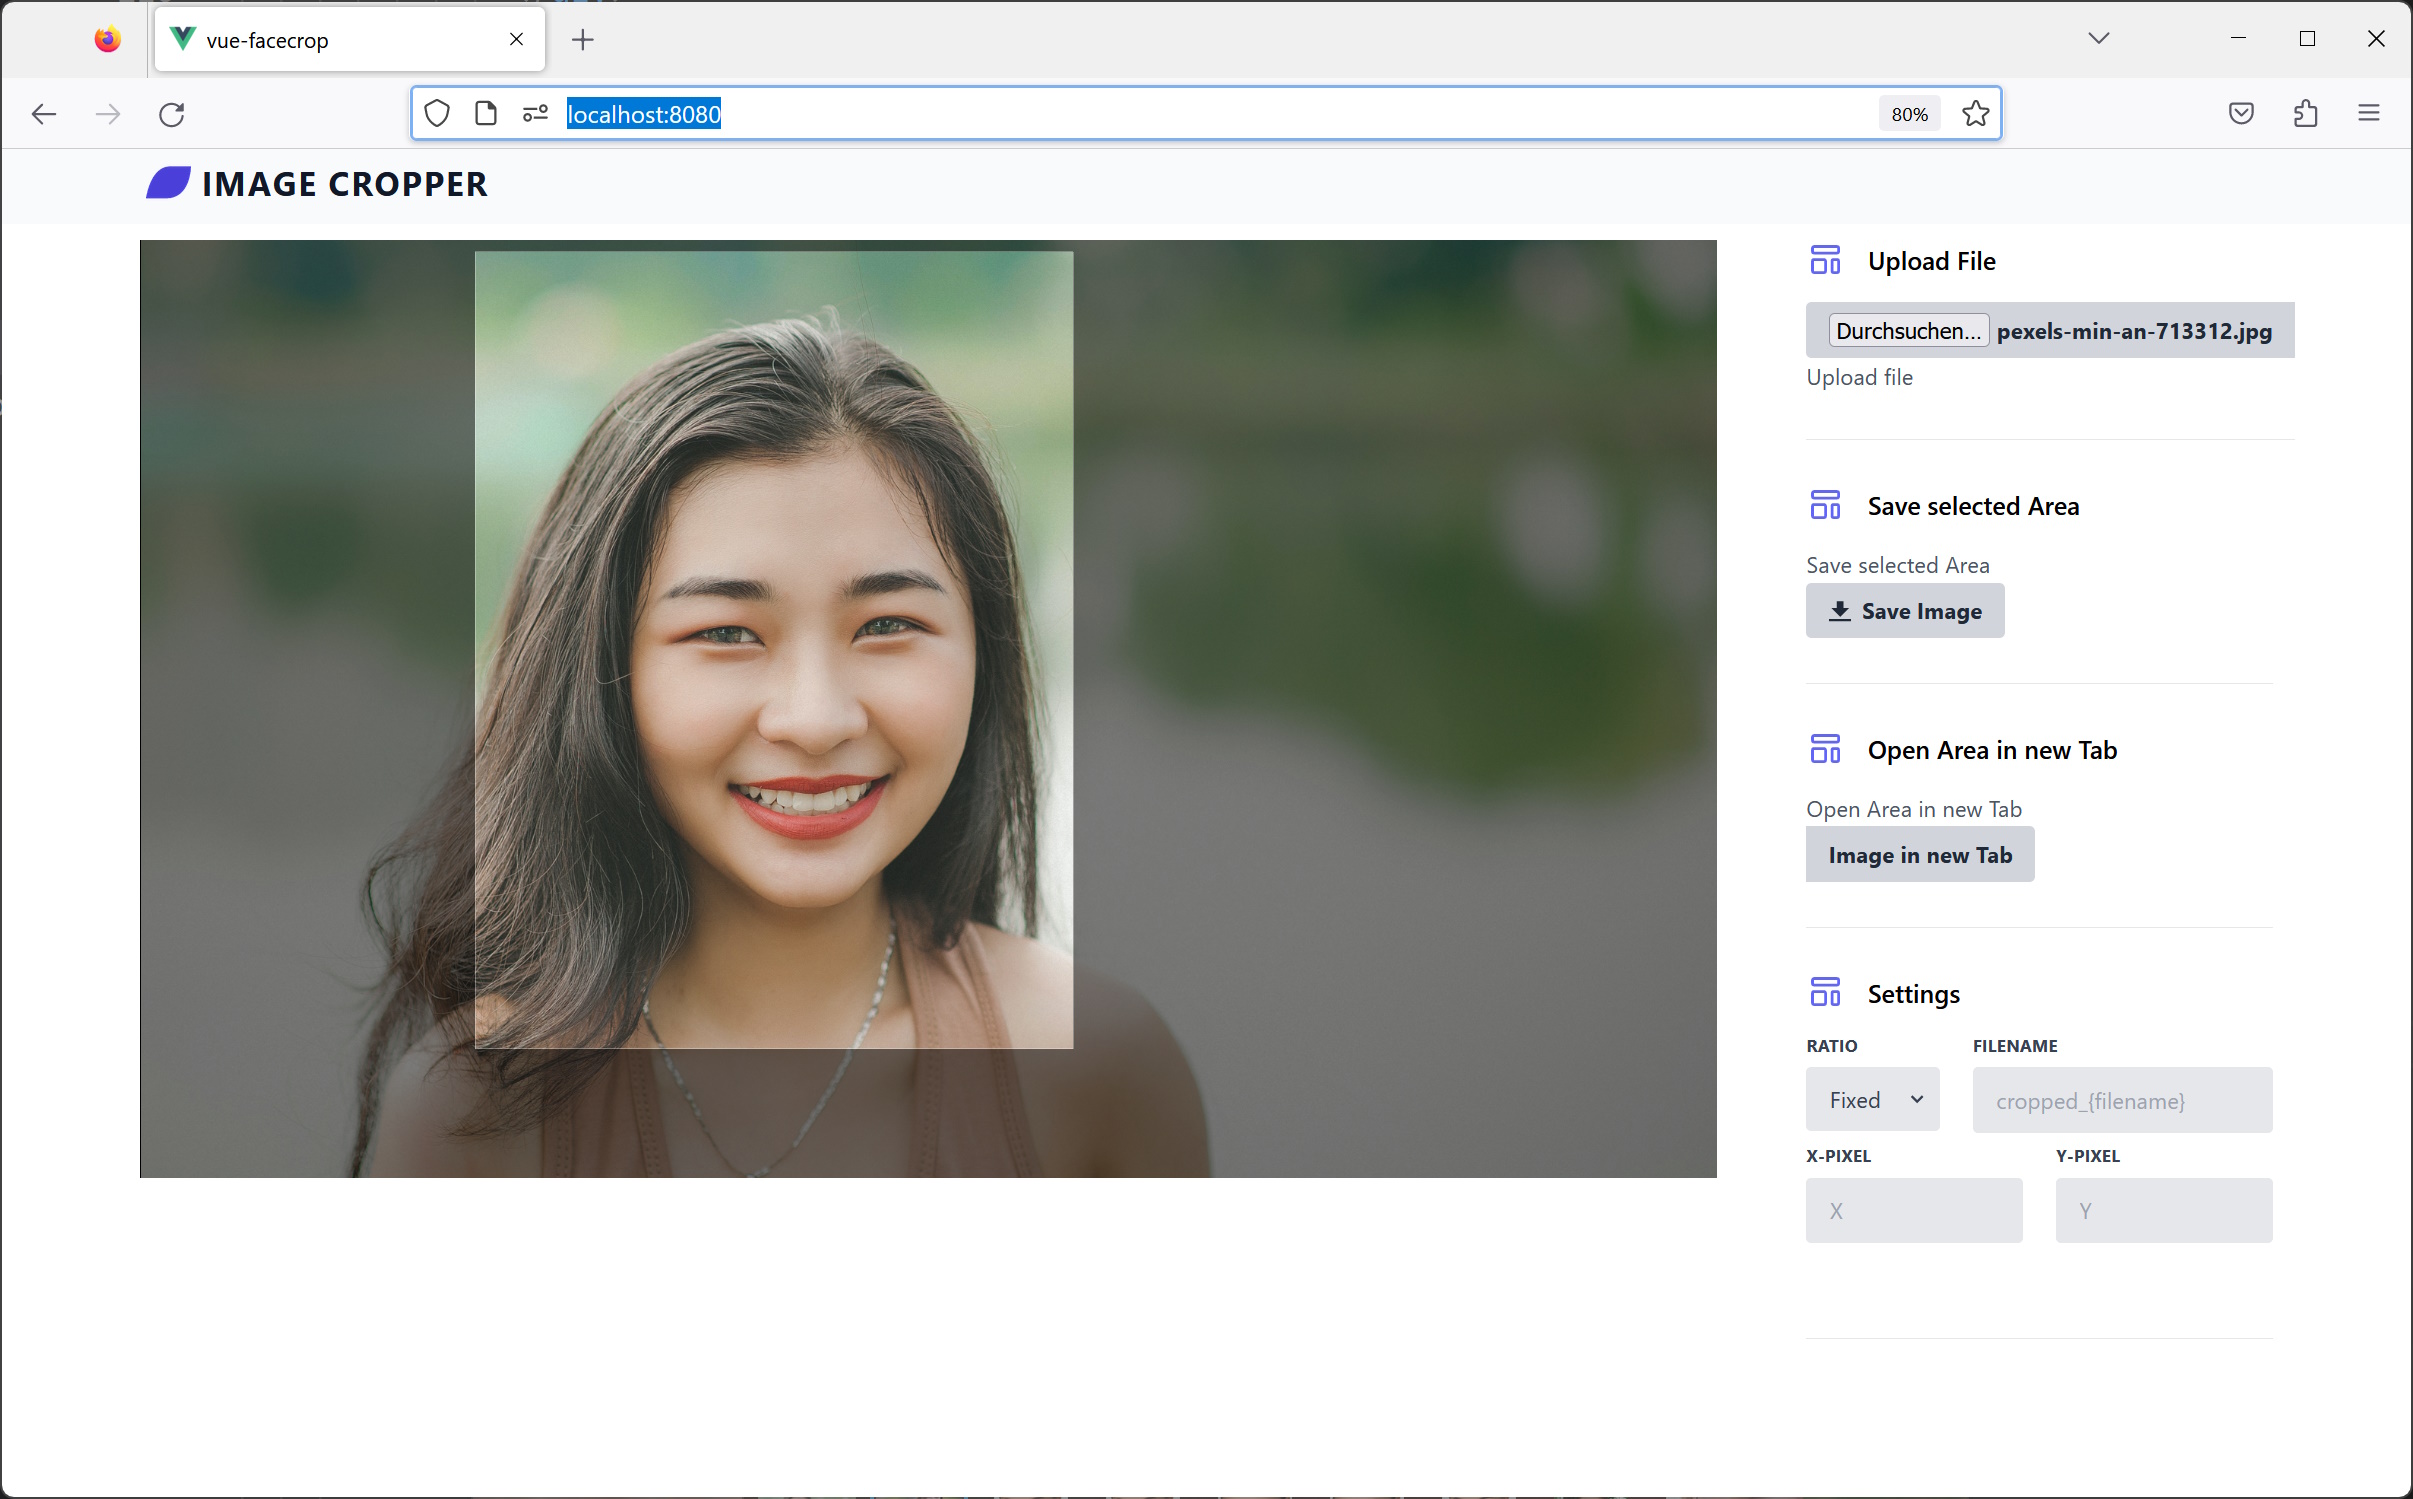 vue-facecrop
localhost:8080
80%
IMAGE CROPPER
Upload File
Durchsuchen... pexels-min-an-713312.jpg
Upload file
Save selected Area
Save selected Area
Save Image
Open Area in new Tab
Open Area in new Tab
Image in new Tab
Settings
RATIO FILENAME
Fixed cropped_{filename}
X-PIXEL Y-PIXEL
X Y